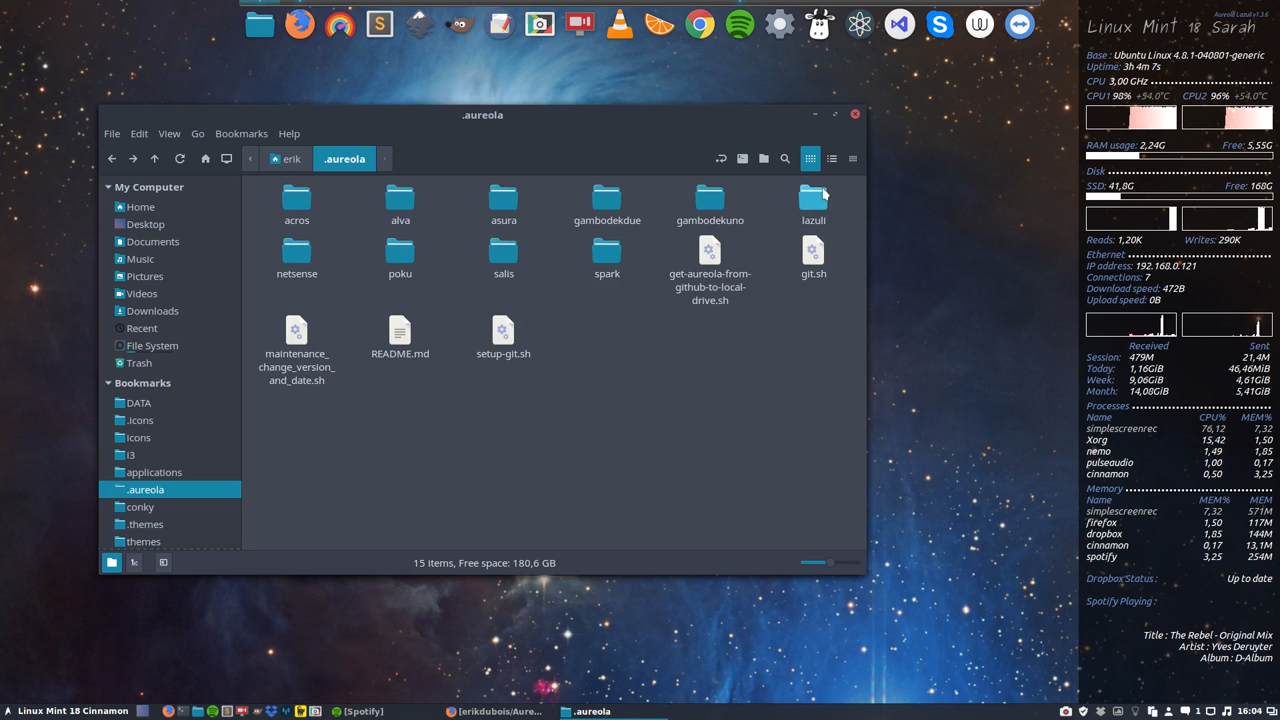 Aureola Lazuli v1.3.6
Linux Mint 18 Sarah
Base : Ubuntu Linux 4.8.1-040801-generic
Uptime: 3h 4m 7s
CPU 3,00 GHz
CPU1 98% +54.0°C CPU2 96% +54.0°C
RAM usage: 2,24G Free: 5,55G
Disk
SSD: 41,8G Free: 168G
Reads: 1,20K Writes: 290K
Ethernet
IP address: 192.168.0.121
Connections: 7
Download speed: 472B
Upload speed: 0B
Received Sent
Session: 479M 21,4M
Today: 1,16GiB 46,46MiB
Week: 9,06GiB 4,61GiB
Month: 14,08GiB 5,41GiB
Processes
Name CPU% MEM%
simplescreenrec 76,12 7,32
Xorg 15,42 1,50
nemo 1,49 1,85
pulseaudio 1,00 0,17
cinnamon 0,50 3,25
Memory
Name MEM% MEM
simplescreenrec 7,32 571M
firefox 1,50 117M
dropbox 1,85 144M
cinnamon 0,17 13,1M
spotify 3,25 254M
Dropbox Status : Up to date
Spotify Playing :
Title : The Rebel - Original Mix
Artist : Yves Deruyter
Album : D-Album
.aureola
File Edit View Go Bookmarks Help
erik .aureola
My Computer
Home
Desktop
Documents
Music
Pictures
Videos
Downloads
Recent
File System
Trash
Bookmarks
DATA
.icons
icons
I3
applications
.aureola
conky
.themes
themes
acros alva asura gambodekdue gambodekuno lazuli
netsense poku salis spark get-aureola-from-
github-to-local-
drive.sh git.sh
maintenance_
change_version_
and_date.sh README.md setup-git.sh
15 items, Free space: 180,6 GB
Linux Mint 18 Cinnamon [Spotify] [erikdubois/Aure... .aureola 1 16:04